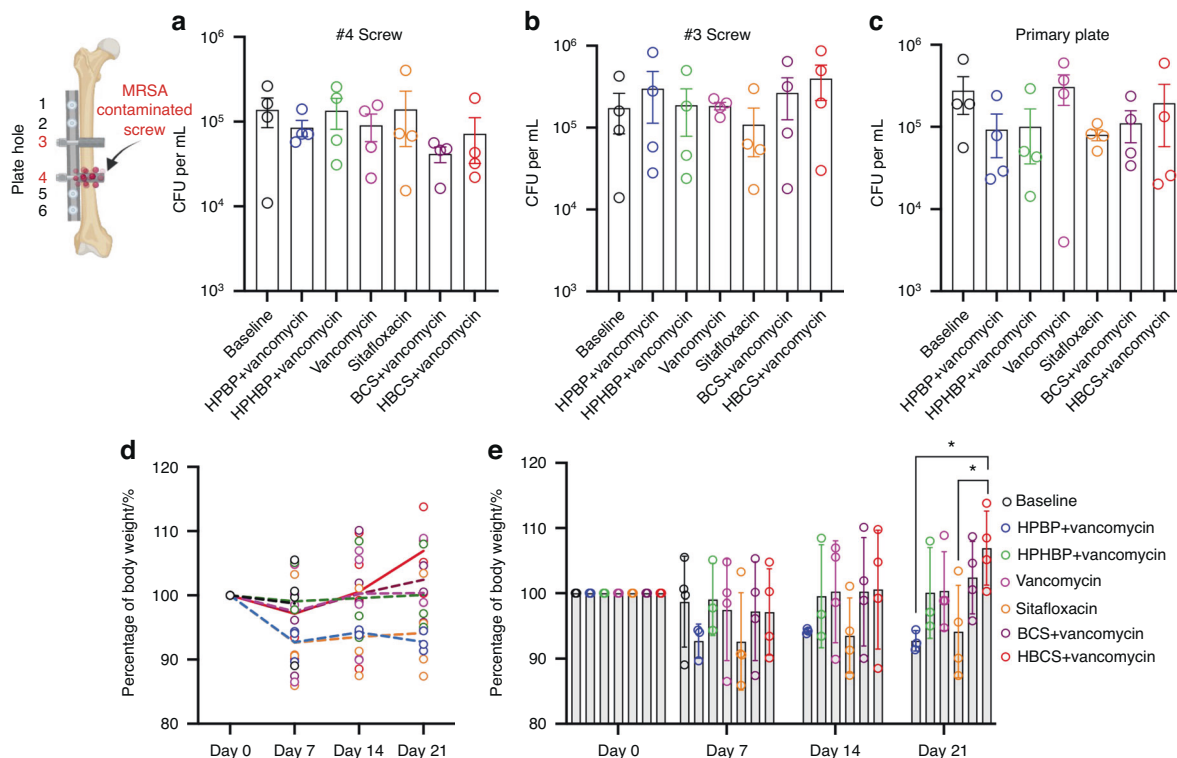 Plate hole
1
2
3
4
5
6
MRSA
contaminated
screw
a
#4 Screw
CFU per mL
10⁶
10⁵
10⁴
10³
Baseline
HPBP+vancomycin
HPHBP+vancomycin
Vancomycin
Sitafloxacin
BCS+vancomycin
HBCS+vancomycin
b
#3 Screw
CFU per mL
10⁶
10⁵
10⁴
10³
Baseline
HPBP+vancomycin
HPHBP+vancomycin
Vancomycin
Sitafloxacin
BCS+vancomycin
HBCS+vancomycin
c
Primary plate
CFU per mL
10⁶
10⁵
10⁴
10³
Baseline
HPBP+vancomycin
HPHBP+vancomycin
Vancomycin
Sitafloxacin
BCS+vancomycin
HBCS+vancomycin
d
Percentage of body weight/%
120
110
100
90
80
Day 0
Day 7
Day 14
Day 21
e
Percentage of body weight/%
120
110
100
90
80
Day 0
Day 7
Day 14
Day 21
*
*
Baseline
HPBP+vancomycin
HPHBP+vancomycin
Vancomycin
Sitafloxacin
BCS+vancomycin
HBCS+vancomycin